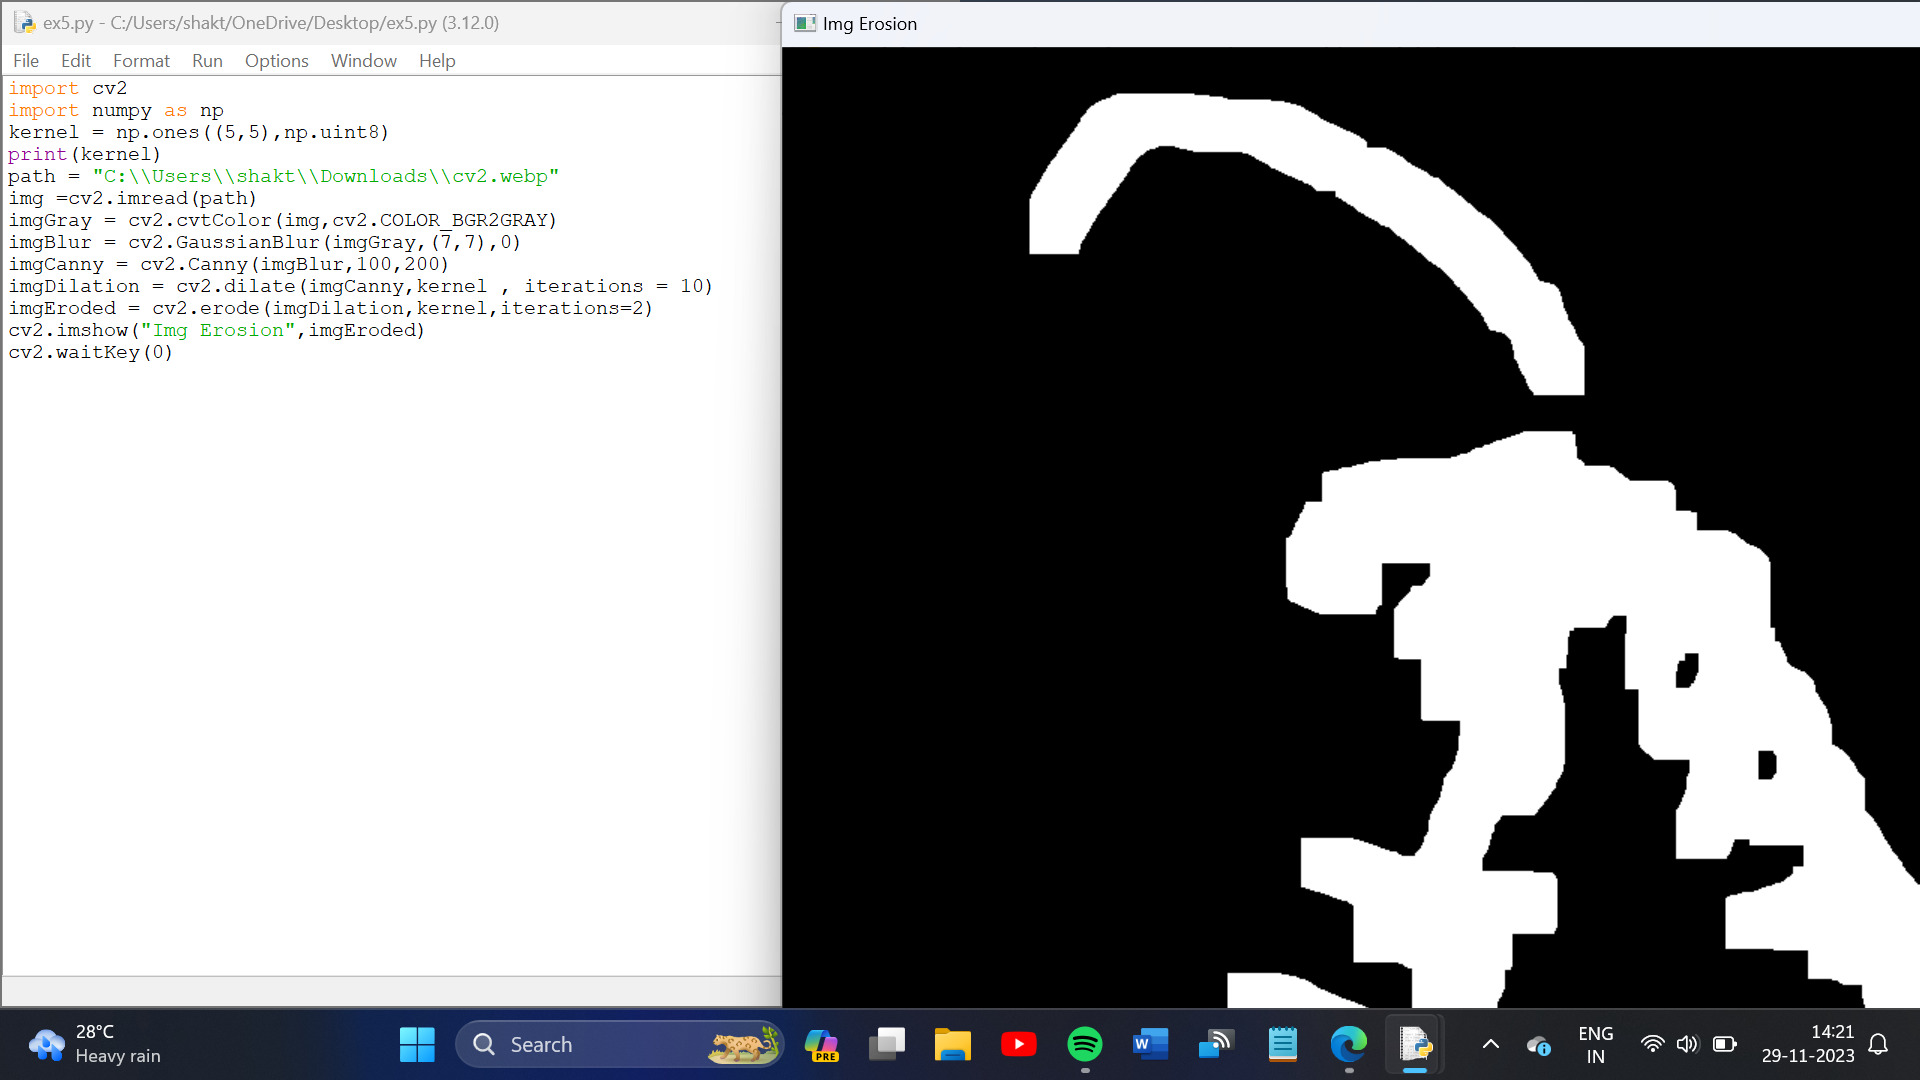 ex5.py - C:/Users/shakt/OneDrive/Desktop/ex5.py (3.12.0)
File Edit Format Run Options Window Help
import cv2
import numpy as np
kernel = np.ones((5,5),np.uint8)
print(kernel)
path = "C:\\Users\\shakt\\Downloads\\cv2.webp"
img =cv2.imread(path)
imgGray = cv2.cvtColor(img,cv2.COLOR_BGR2GRAY)
imgBlur = cv2.GaussianBlur(imgGray,(7,7),0)
imgCanny = cv2.Canny(imgBlur,100,200)
imgDilation = cv2.dilate(imgCanny,kernel , iterations = 10)
imgEroded = cv2.erode(imgDilation,kernel,iterations=2)
cv2.imshow("Img Erosion",imgEroded)
cv2.waitKey(0)
Img Erosion
28°C
Heavy rain
Search
PRE
W
ENG
IN
14:21
29-11-2023